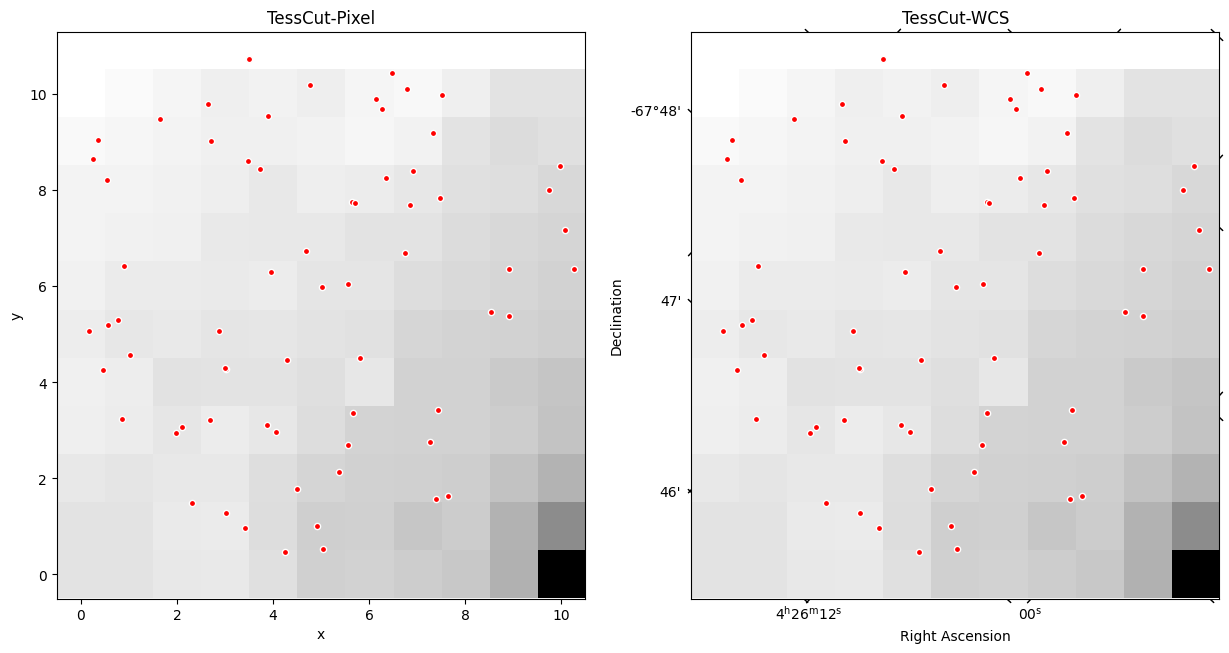 TessCut-Pixel
10
8
6
4
2
0
0 2 4 6 8 10
x
y
TessCut-WCS
-67°48'
47'
46'
4ʰ26ᵐ12ˢ 00ˢ
Right Ascension
Declination